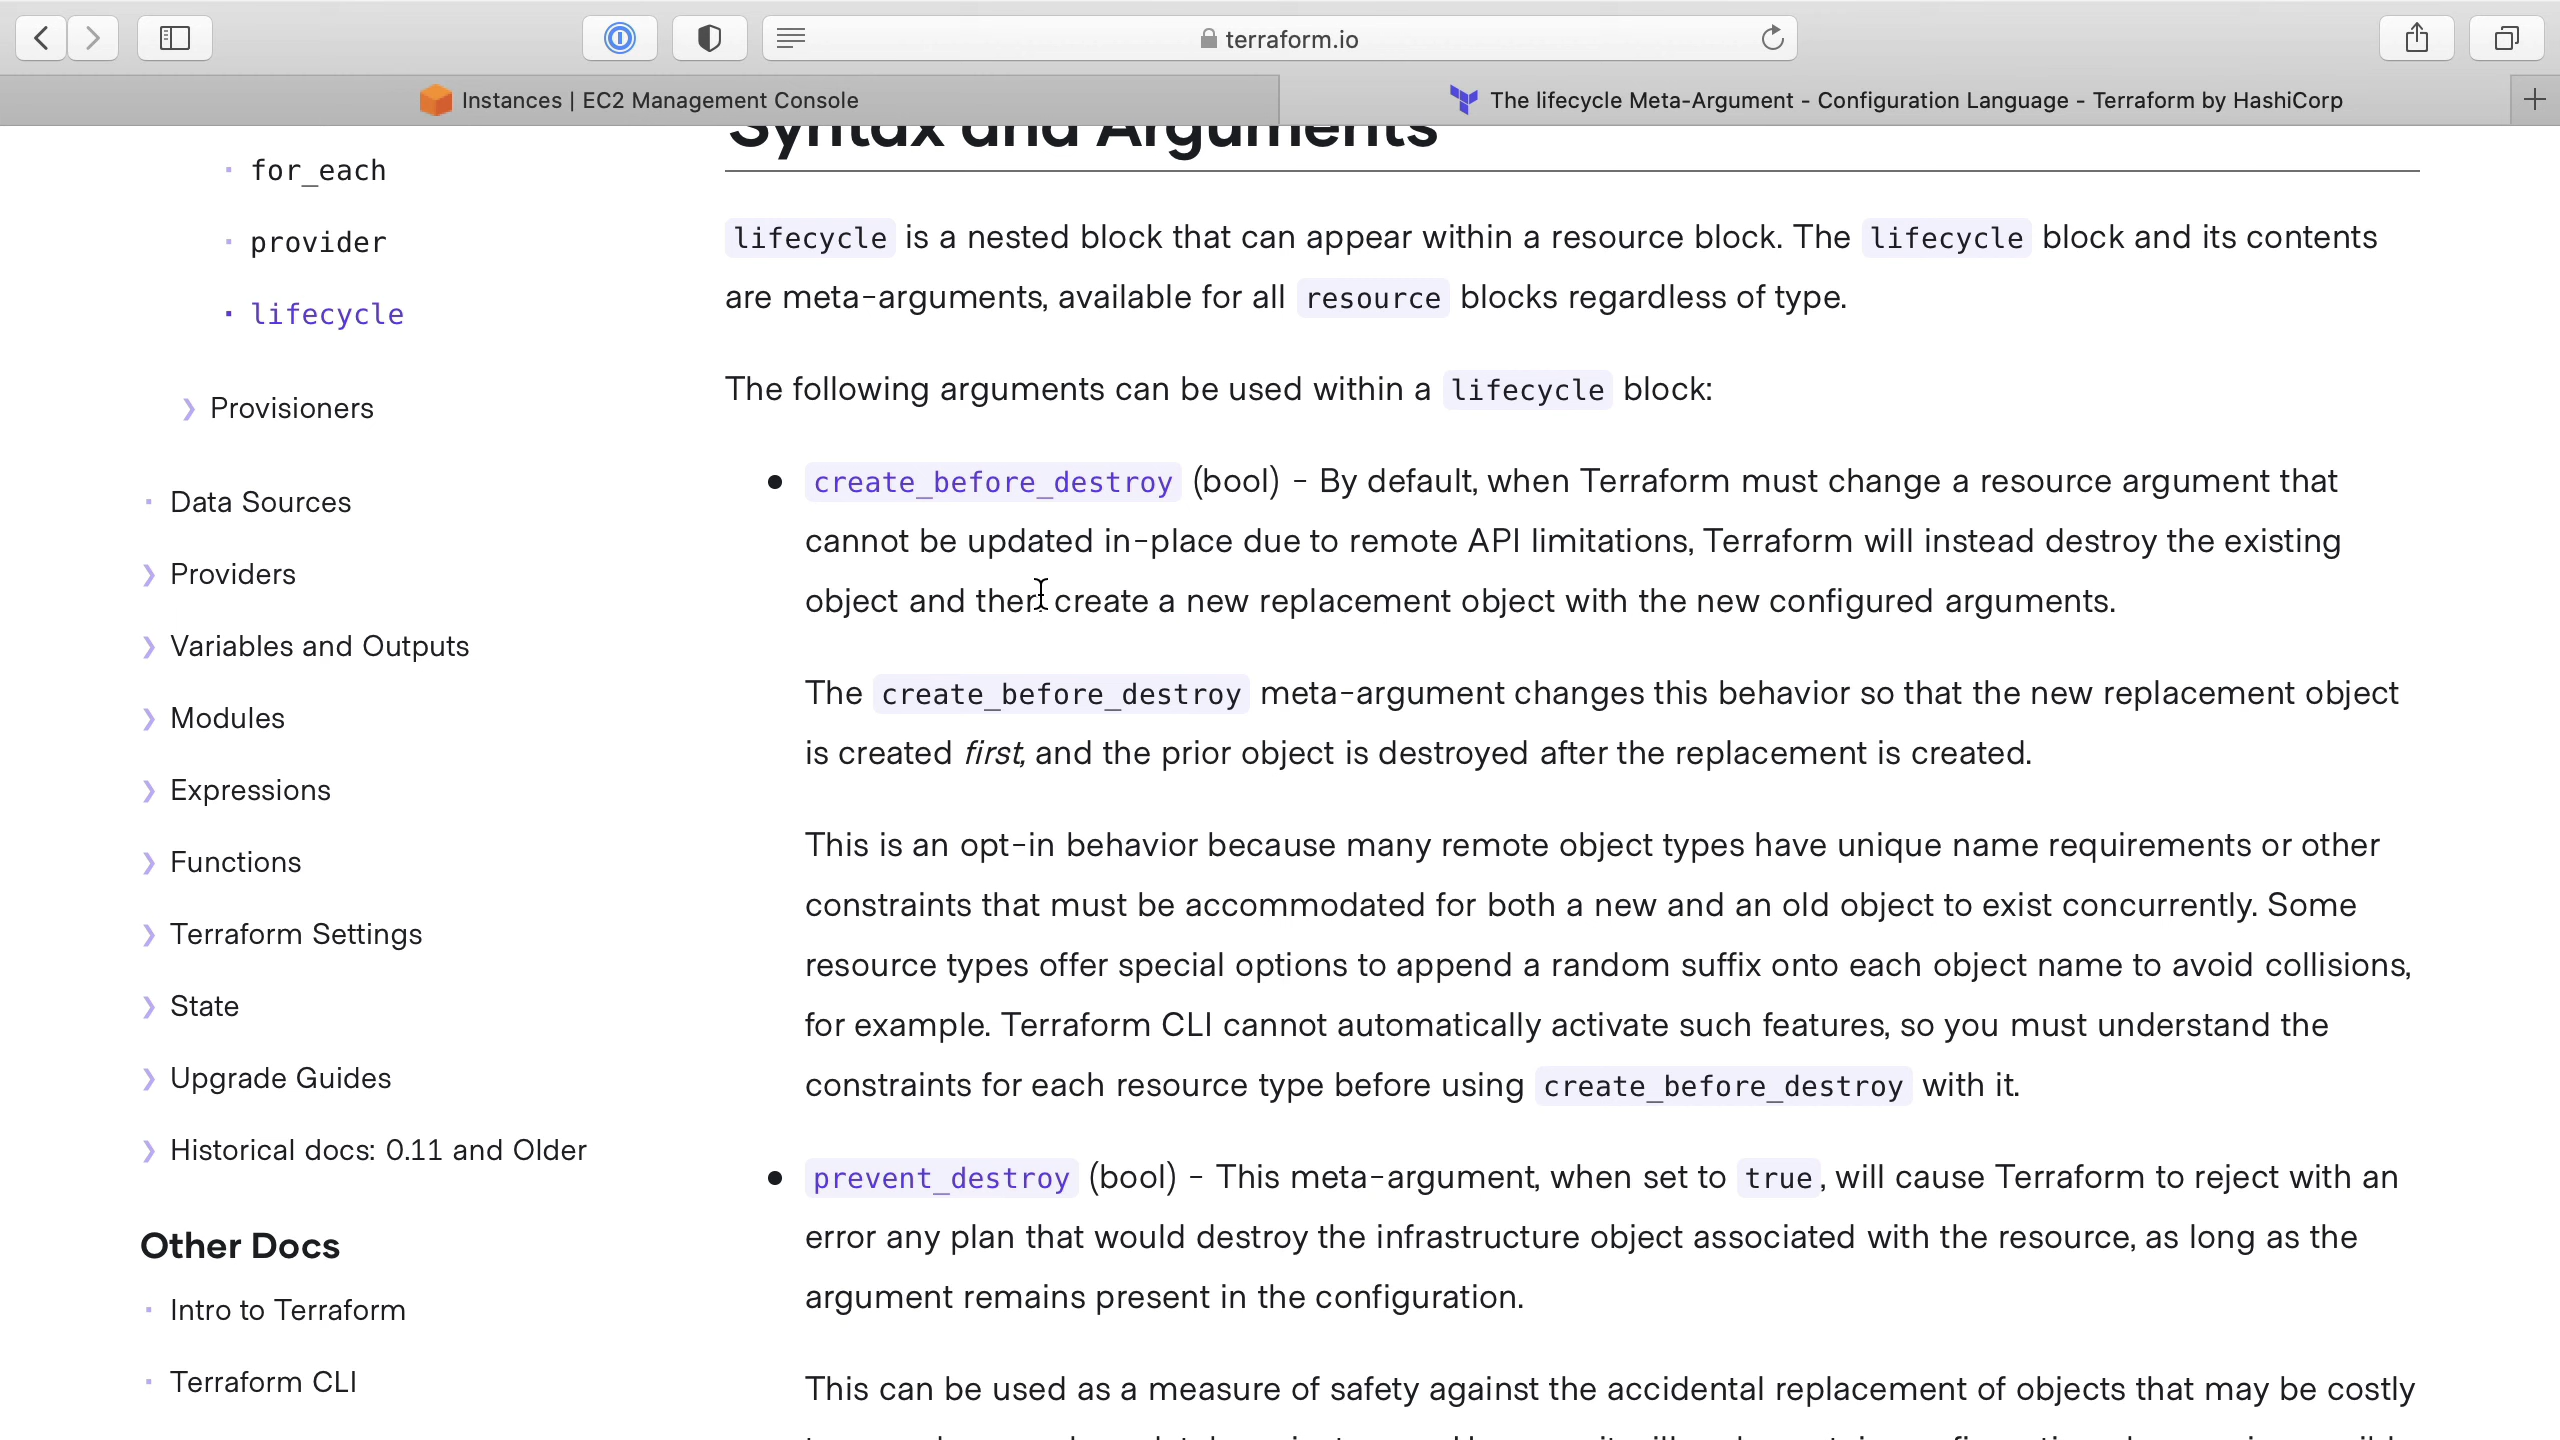 terraform.io
Instances | EC2 Management Console
The lifecycle Meta-Argument - Configuration Language - Terraform by HashiCorp
for_each
provider
lifecycle
Provisioners
Data Sources
Providers
Variables and Outputs
Modules
Expressions
Functions
Terraform Settings
State
Upgrade Guides
Historical docs: 0.11 and Older
Other Docs
Intro to Terraform
Terraform CLI
Syntax and Arguments
lifecycle is a nested block that can appear within a resource block. The lifecycle block and its contents
are meta-arguments, available for all resource blocks regardless of type.
The following arguments can be used within a lifecycle block:
create_before_destroy (bool) - By default, when Terraform must change a resource argument that
cannot be updated in-place due to remote API limitations, Terraform will instead destroy the existing
object and then create a new replacement object with the new configured arguments.
The create_before_destroy meta-argument changes this behavior so that the new replacement object
is created first, and the prior object is destroyed after the replacement is created.
This is an opt-in behavior because many remote object types have unique name requirements or other
constraints that must be accommodated for both a new and an old object to exist concurrently. Some
resource types offer special options to append a random suffix onto each object name to avoid collisions,
for example. Terraform CLI cannot automatically activate such features, so you must understand the
constraints for each resource type before using create_before_destroy with it.
prevent_destroy (bool) - This meta-argument, when set to true, will cause Terraform to reject with an
error any plan that would destroy the infrastructure object associated with the resource, as long as the
argument remains present in the configuration.
This can be used as a measure of safety against the accidental replacement of objects that may be costly